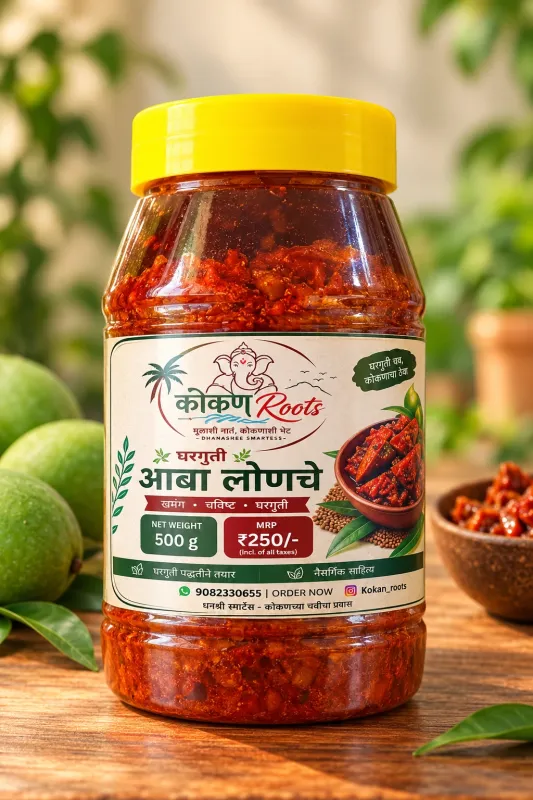 कोकण Roots
मुळाशी नातं, कोकणाशी भेट
- DHANASHREE SMARTESS -
घरगुती चव,
कोकणाचा ठेवा
घरगुती
आबा लोणचे
खमंग • चविष्ट • घरगुती
NET WEIGHT
500 g
MRP
₹250/-
(incl. of all taxes)
घरगुती पद्धतीने तयार
नैसर्गिक साहित्य
9082330655 | ORDER NOW Kokan_roots
धनश्री स्मार्टेस - कोकणच्या चवीचा प्रवास